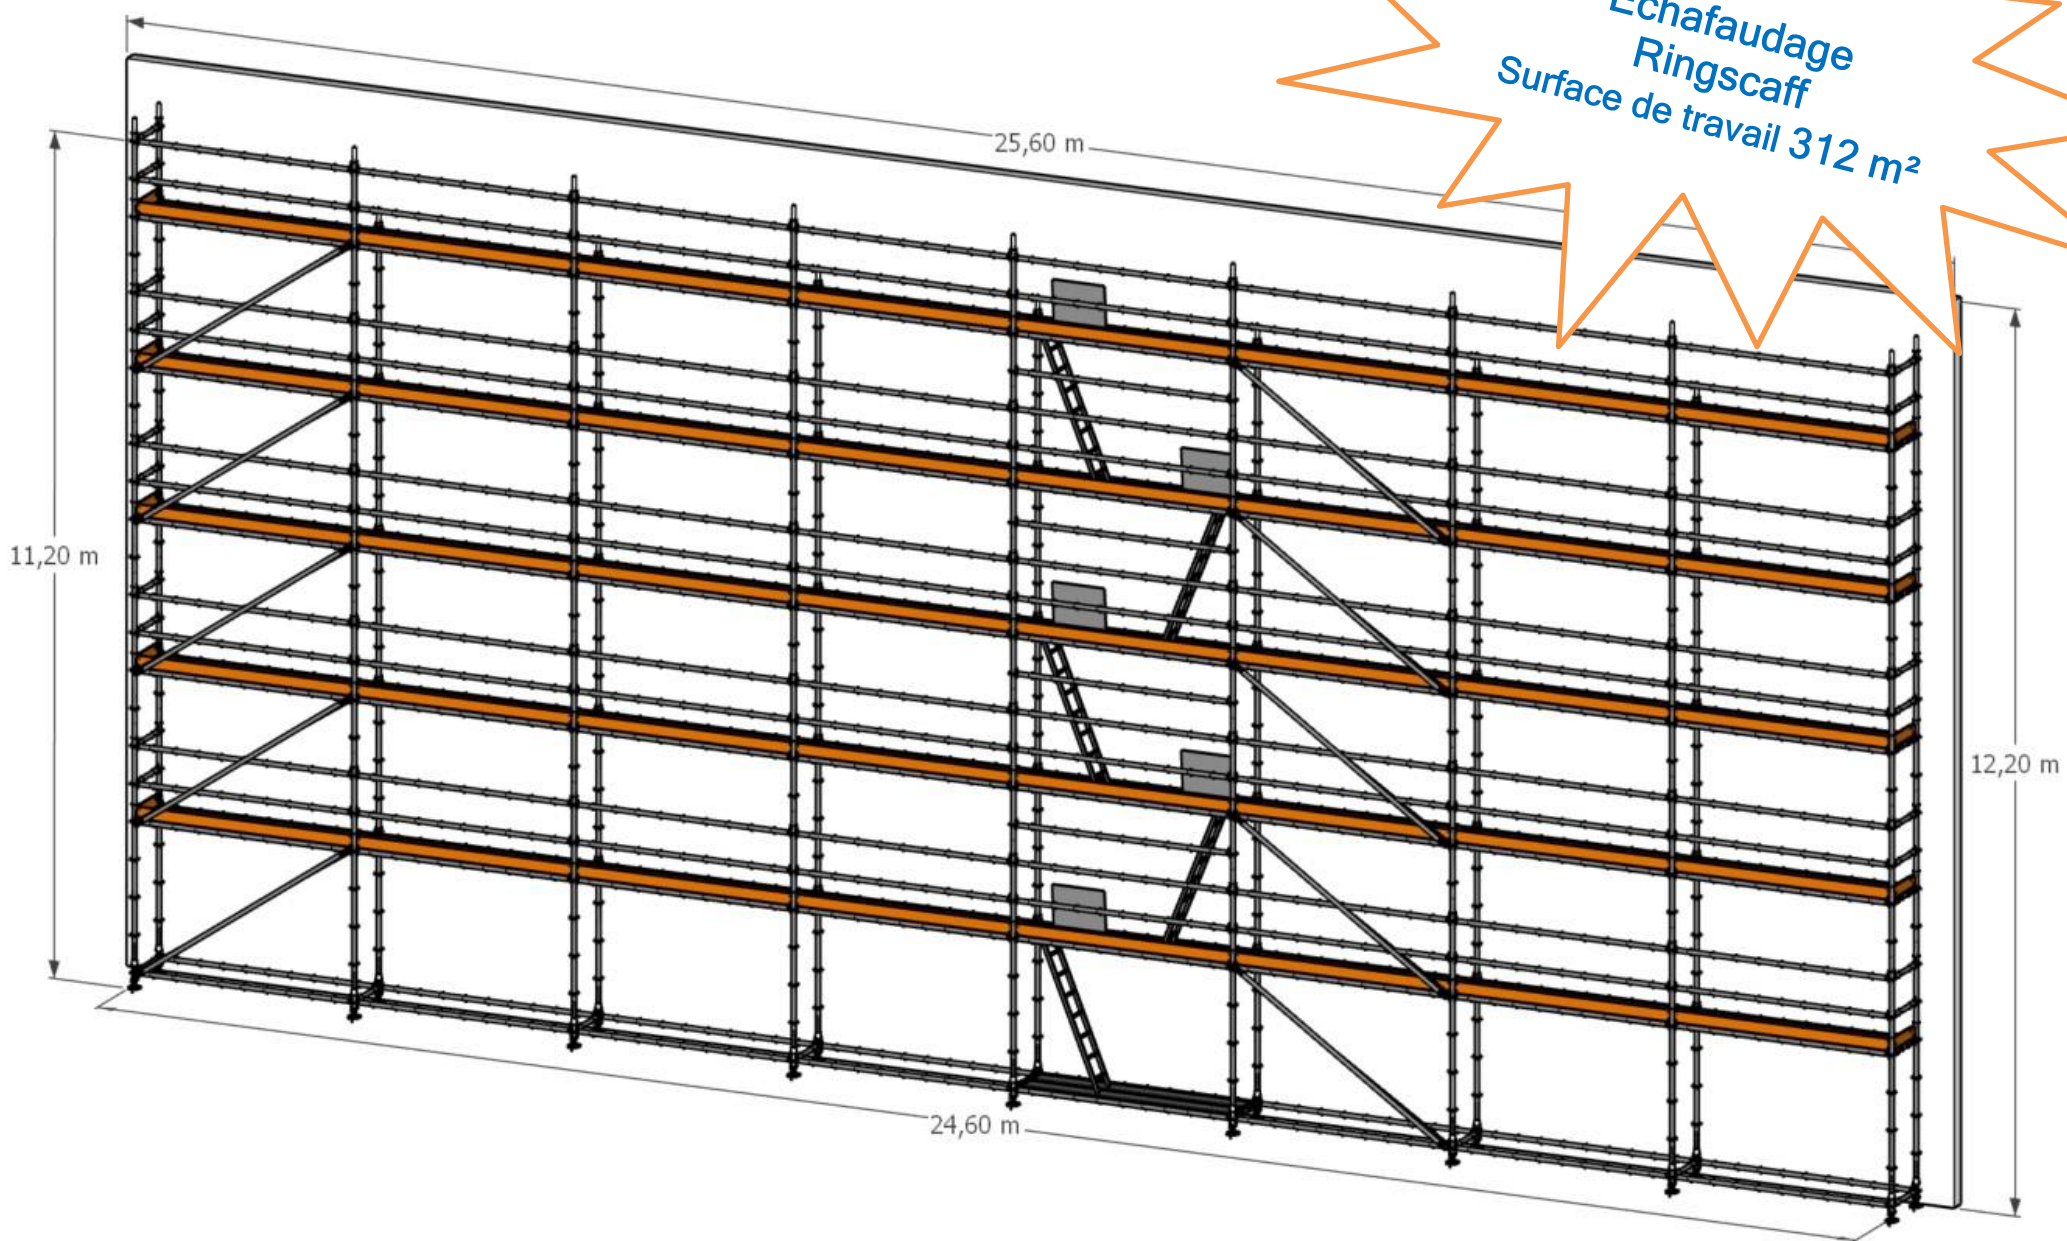 Echafaudage
Ringscaff
Surface de travail 312 m²
25,60 m
11,20 m
12,20 m
24,60 m